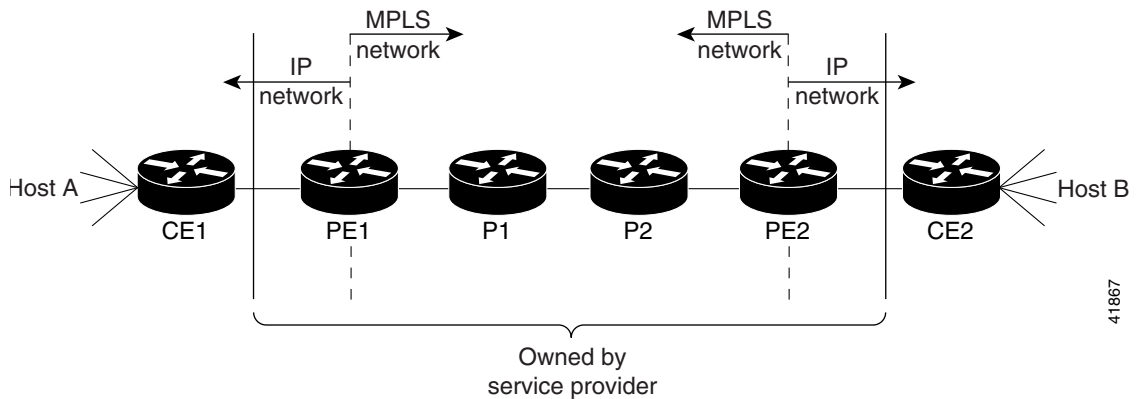 MPLS
network
MPLS
network
IP
network
IP
network
Host A
Host B
CE1
PE1
P1
P2
PE2
CE2
41867
Owned by
service provider